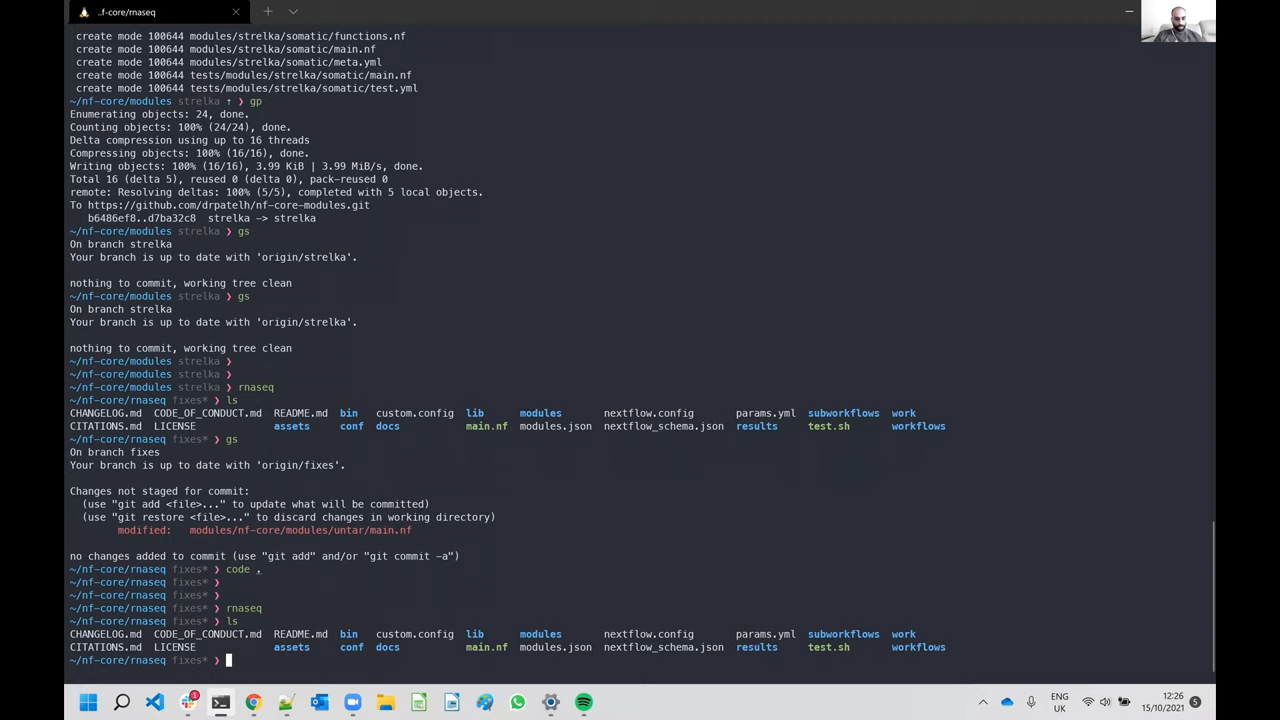 ..f-core/rnaseq
create mode 100644 modules/strelka/somatic/functions.nf
create mode 100644 modules/strelka/somatic/main.nf
create mode 100644 modules/strelka/somatic/meta.yml
create mode 100644 tests/modules/strelka/somatic/main.nf
create mode 100644 tests/modules/strelka/somatic/test.yml
~/nf-core/modules strelka ↑ ❯ gp
Enumerating objects: 24, done.
Counting objects: 100% (24/24), done.
Delta compression using up to 16 threads
Compressing objects: 100% (16/16), done.
Writing objects: 100% (16/16), 3.99 KiB | 3.99 MiB/s, done.
Total 16 (delta 5), reused 0 (delta 0), pack-reused 0
remote: Resolving deltas: 100% (5/5), completed with 5 local objects.
To https://github.com/drpatelh/nf-core-modules.git
b6486ef8..d7ba32c8  strelka -> strelka
~/nf-core/modules strelka ❯ gs
On branch strelka
Your branch is up to date with 'origin/strelka'.
nothing to commit, working tree clean
~/nf-core/modules strelka ❯ gs
On branch strelka
Your branch is up to date with 'origin/strelka'.
nothing to commit, working tree clean
~/nf-core/modules strelka ❯
~/nf-core/modules strelka ❯
~/nf-core/modules strelka ❯ rnaseq
~/nf-core/rnaseq fixes* ❯ ls
CHANGELOG.md CODE_OF_CONDUCT.md README.md bin custom.config lib modules nextflow.config params.yml subworkflows work
CITATIONS.md LICENSE assets conf docs main.nf modules.json nextflow_schema.json results test.sh workflows
~/nf-core/rnaseq fixes* ❯ gs
On branch fixes
Your branch is up to date with 'origin/fixes'.
Changes not staged for commit:
(use "git add <file>..." to update what will be committed)
(use "git restore <file>..." to discard changes in working directory)
modified:   modules/nf-core/modules/untar/main.nf
no changes added to commit (use "git add" and/or "git commit -a")
~/nf-core/rnaseq fixes* ❯ code .
~/nf-core/rnaseq fixes* ❯
~/nf-core/rnaseq fixes* ❯
~/nf-core/rnaseq fixes* ❯ rnaseq
~/nf-core/rnaseq fixes* ❯ ls
CHANGELOG.md CODE_OF_CONDUCT.md README.md bin custom.config lib modules nextflow.config params.yml subworkflows work
CITATIONS.md LICENSE assets conf docs main.nf modules.json nextflow_schema.json results test.sh workflows
~/nf-core/rnaseq fixes* ❯
1
ENG
UK
12:26
15/10/2021
5